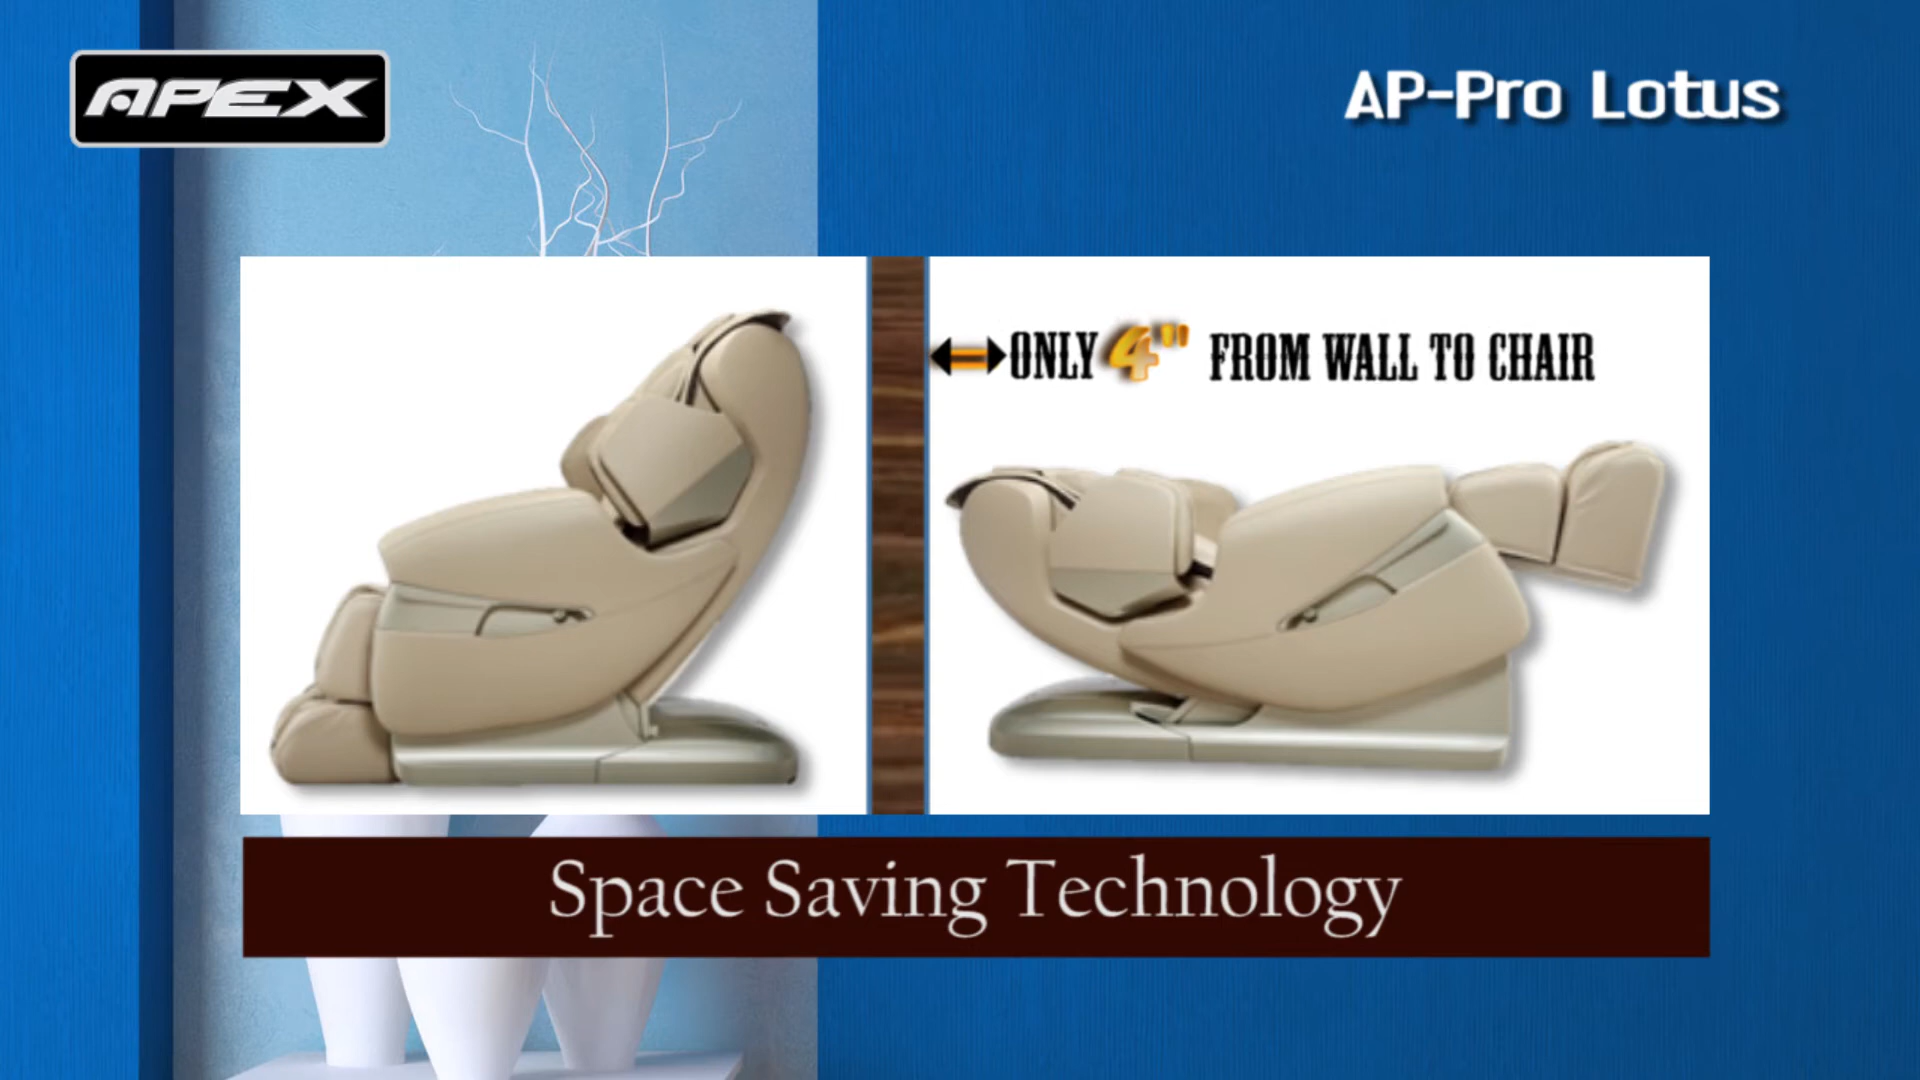 APEX
AP-Pro Lotus
ONLY 4" FROM WALL TO CHAIR
Space Saving Technology